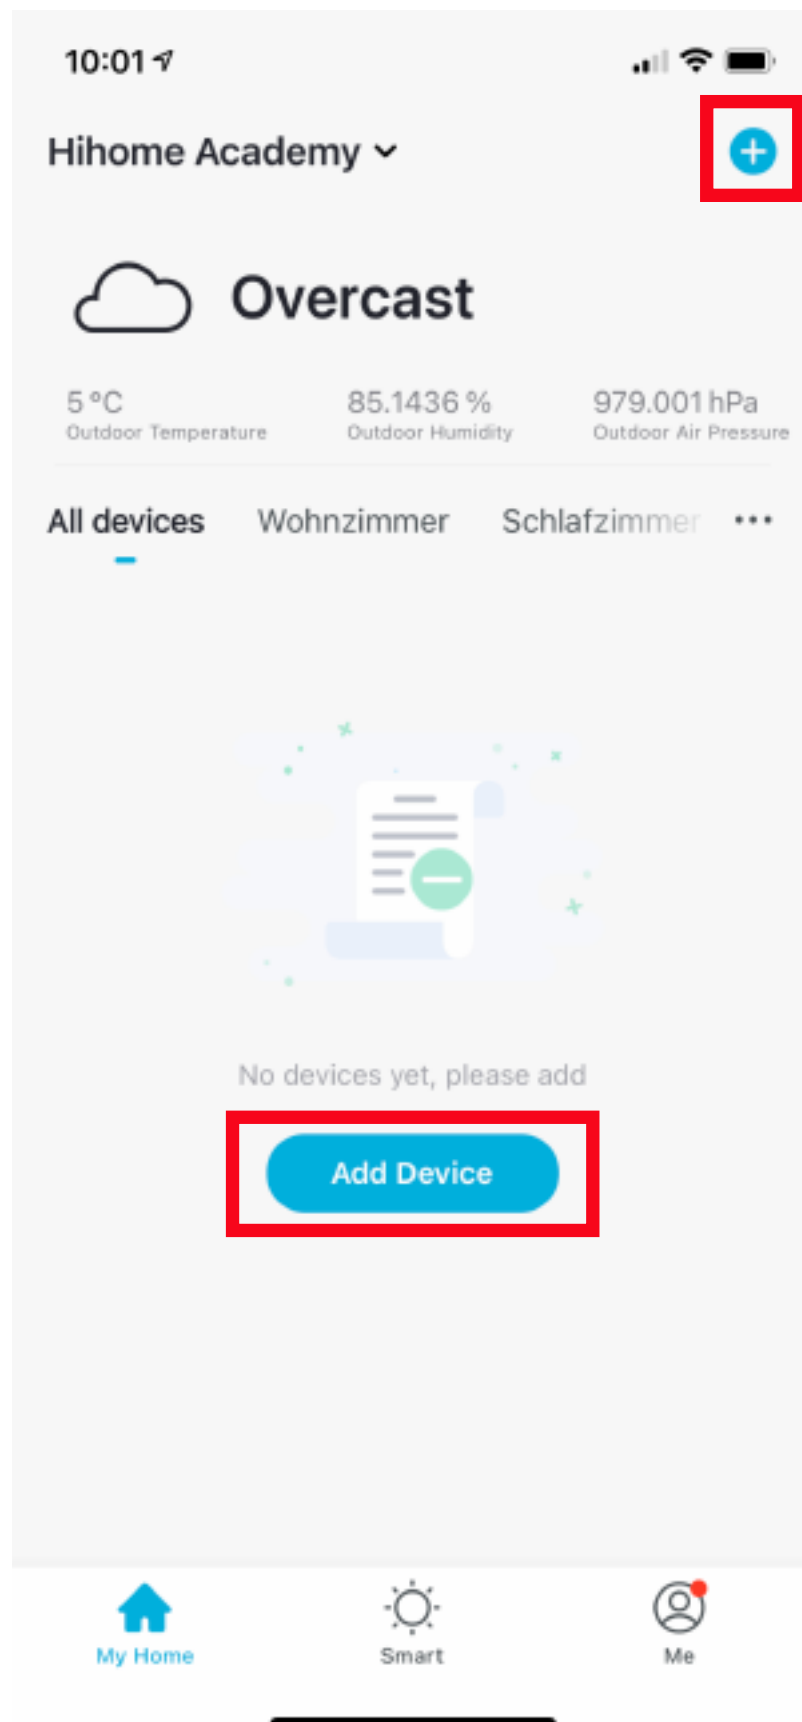 10:01
Hihome Academy
Overcast
5 °C 85.1436 % 979.001 hPa
Outdoor Temperature Outdoor Humidity Outdoor Air Pressure
All devices Wohnzimmer Schlafzimmer
No devices yet, please add
Add Device
My Home Smart Me